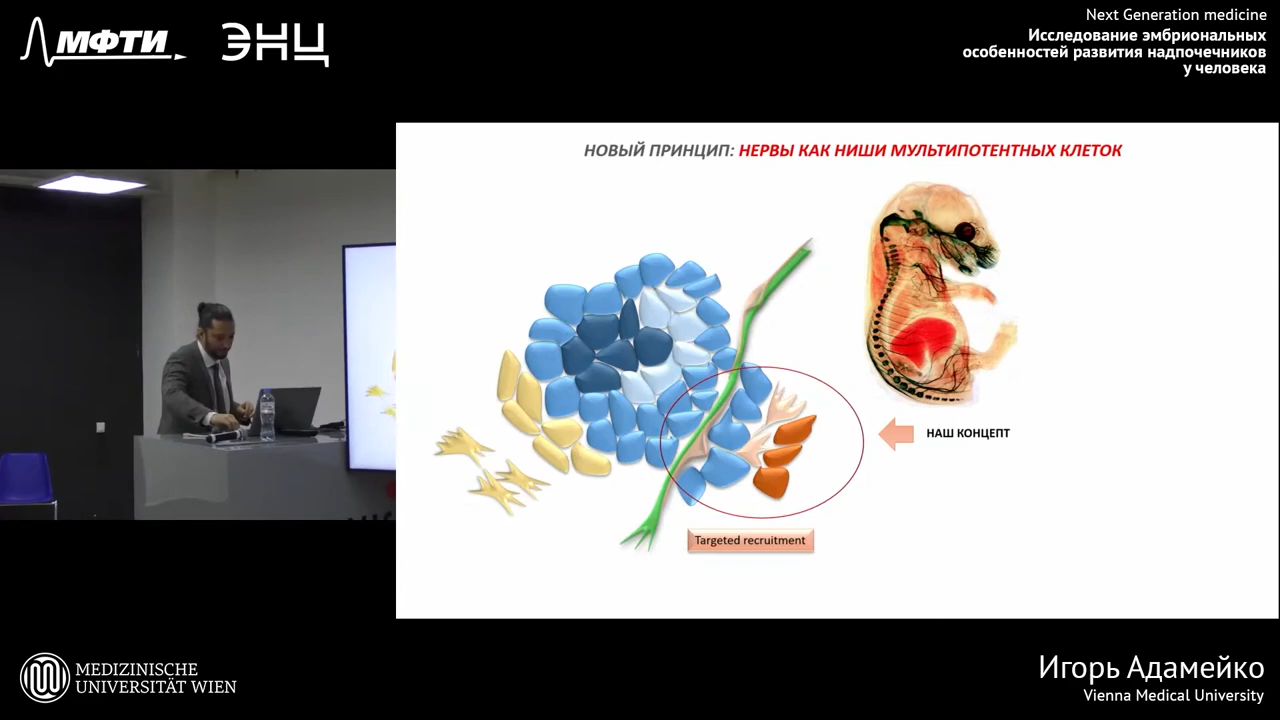 МФТИ
ЭНЦ
Next Generation medicine
Исследование эмбриональных
особенностей развития надпочечников
у человека
НОВЫЙ ПРИНЦИП: НЕРВЫ КАК НИШИ МУЛЬТИПОТЕНТНЫХ КЛЕТОК
НАШ КОНЦЕПТ
Targeted recruitment
MEDIZINISCHE
UNIVERSITÄT WIEN
Игорь Адамейко
Vienna Medical University